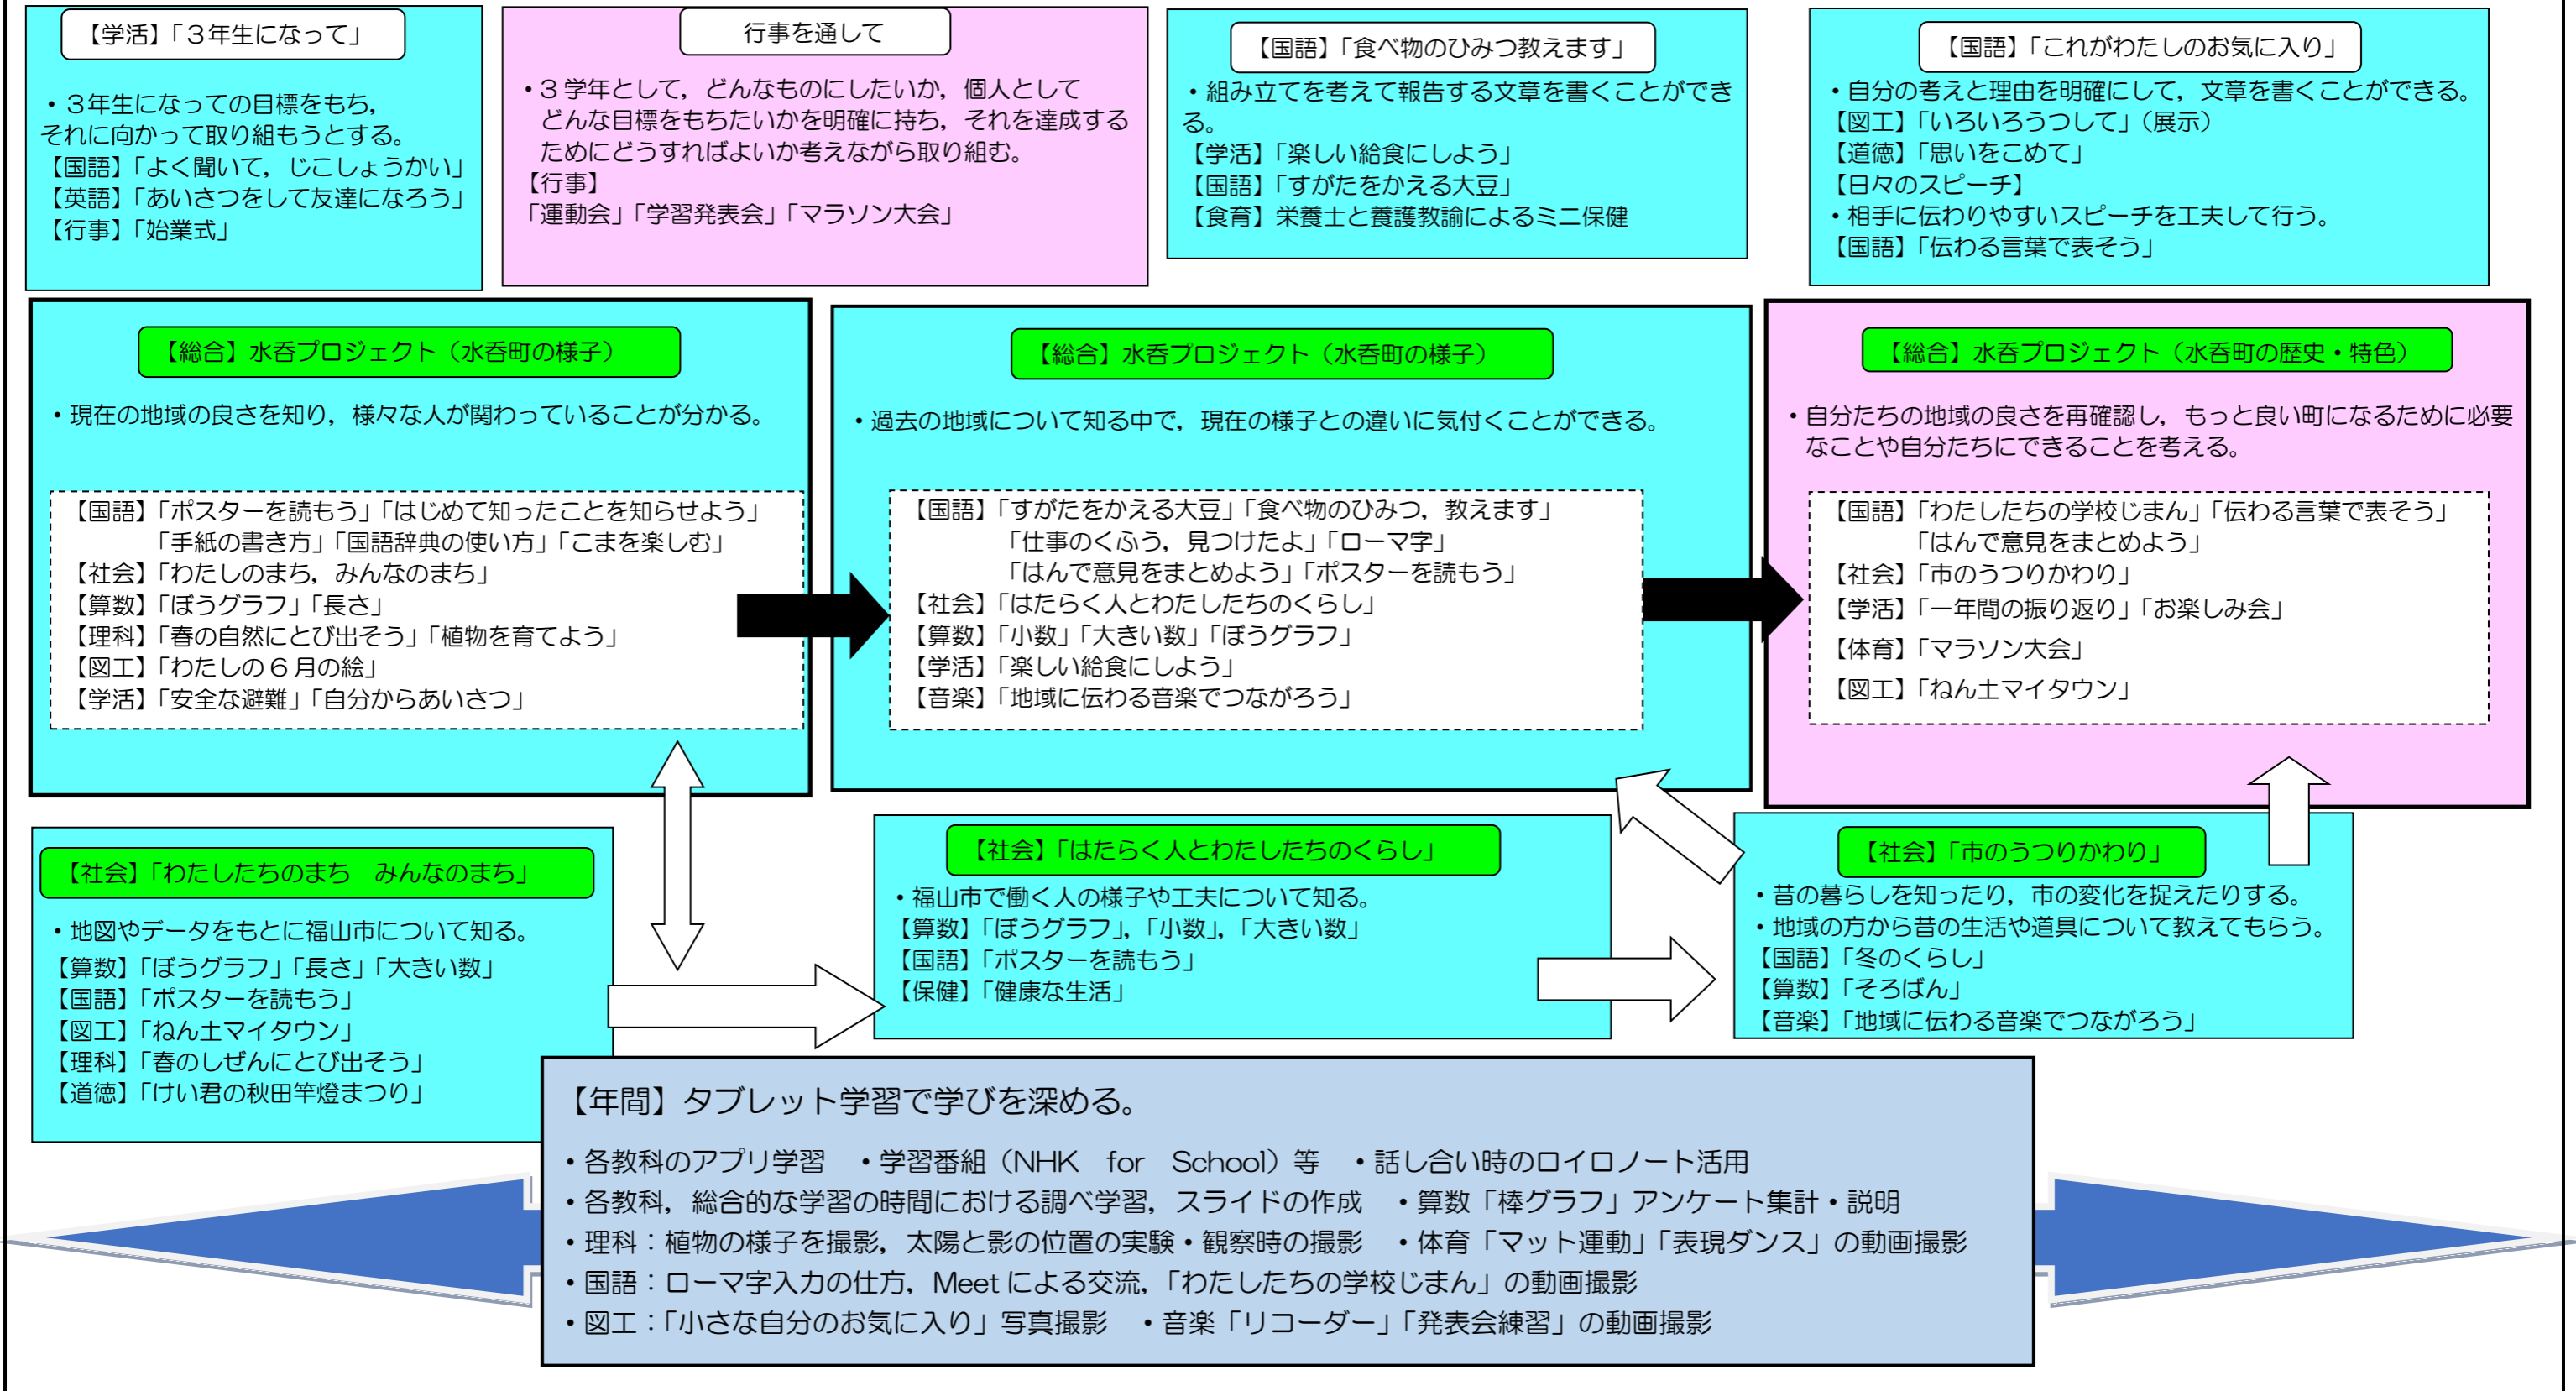 【学活】「３年生になって」
・３年生になっての目標をもち，
それに向かって取り組もうとする。
【国語】「よく聞いて，じこしょうかい」
【英語】「あいさつをして友達になろう」
【行事】「始業式」
行事を通して
・3 学年として，どんなものにしたいか，個人として
どんな目標をもちたいかを明確に持ち，それを達成する
ためにどうすればよいか考えながら取り組む。
【行事】
「運動会」「学習発表会」「マラソン大会」
【国語】「食べ物のひみつ教えます」
・組み立てを考えて報告する文章を書くことができ
る。
【学活】「楽しい給食にしよう」
【国語】「すがたをかえる大豆」
【食育】栄養士と養護教諭によるミニ保健
【国語】「これがわたしのお気に入り」
・自分の考えと理由を明確にして，文章を書くことができる。
【図工】「いろいろうつして」（展示）
【道徳】「思いをこめて」
【日々のスピーチ】
・相手に伝わりやすいスピーチを工夫して行う。
【国語】「伝わる言葉で表そう」
【総合】水呑プロジェクト（水呑町の様子）
・現在の地域の良さを知り，様々な人が関わっていることが分かる。
【国語】「ポスターを読もう」「はじめて知ったことを知らせよう」
「手紙の書き方」「国語辞典の使い方」「こまを楽しむ」
【社会】「わたしのまち，みんなのまち」
【算数】「ぼうグラフ」「長さ」
【理科】「春の自然にとび出そう」「植物を育てよう」
【図工】「わたしの６月の絵」
【学活】「安全な避難」「自分からあいさつ」
【総合】水呑プロジェクト（水呑町の様子）
・過去の地域について知る中で，現在の様子との違いに気付くことができる。
【国語】「すがたをかえる大豆」「食べ物のひみつ，教えます」
「仕事のくふう，見つけたよ」「ローマ字」
「はんで意見をまとめよう」「ポスターを読もう」
【社会】「はたらく人とわたしたちのくらし」
【算数】「小数」「大きい数」「ぼうグラフ」
【学活】「楽しい給食にしよう」
【音楽】「地域に伝わる音楽でつながろう」
【総合】水呑プロジェクト（水呑町の歴史・特色）
・自分たちの地域の良さを再確認し，もっと良い町になるために必要
なことや自分たちにできることを考える。
【国語】「わたしたちの学校じまん」「伝わる言葉で表そう」
「はんで意見をまとめよう」
【社会】「市のうつりかわり」
【学活】「一年間の振り返り」「お楽しみ会」
【体育】「マラソン大会」
【図工】「ねん土マイタウン」
【社会】「わたしたちのまち　みんなのまち」
・地図やデータをもとに福山市について知る。
【算数】「ぼうグラフ」「長さ」「大きい数」
【国語】「ポスターを読もう」
【図工】「ねん土マイタウン」
【理科】「春のしぜんにとび出そう」
【道徳】「けい君の秋田竿燈まつり」
【社会】「はたらく人とわたしたちのくらし」
・福山市で働く人の様子や工夫について知る。
【算数】「ぼうグラフ」，「小数」，「大きい数」
【国語】「ポスターを読もう」
【保健】「健康な生活」
【社会】「市のうつりかわり」
・昔の暮らしを知ったり，市の変化を捉えたりする。
・地域の方から昔の生活や道具について教えてもらう。
【国語】「冬のくらし」
【算数】「そろばん」
【音楽】「地域に伝わる音楽でつながろう」
【年間】タブレット学習で学びを深める。
・各教科のアプリ学習　・学習番組（NHK　for　School）等　・話し合い時のロイロノート活用
・各教科，総合的な学習の時間における調べ学習，スライドの作成　・算数「棒グラフ」アンケート集計・説明
・理科：植物の様子を撮影，太陽と影の位置の実験・観察時の撮影　・体育「マット運動」「表現ダンス」の動画撮影
・国語：ローマ字入力の仕方，Meet による交流，「わたしたちの学校じまん」の動画撮影
・図工：「小さな自分のお気に入り」写真撮影　・音楽「リコーダー」「発表会練習」の動画撮影